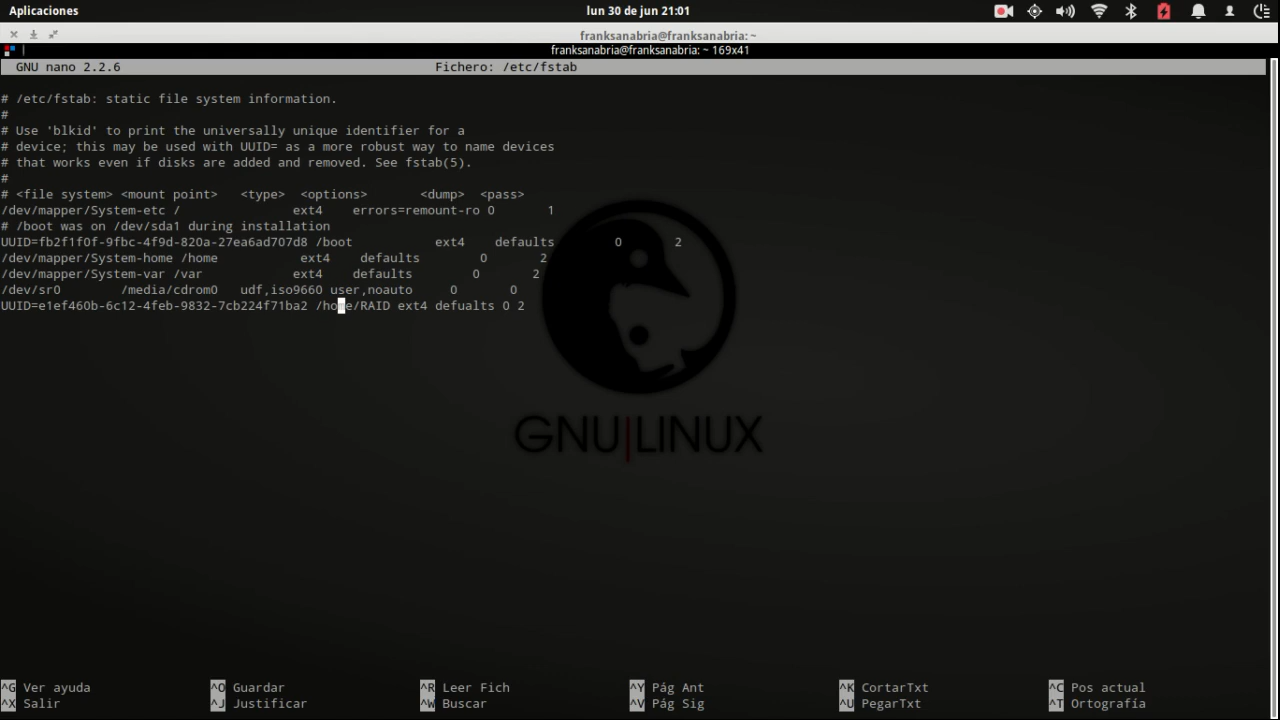 Aplicaciones lun 30 de jun 21:01
franksanabria@franksanabria: ~
franksanabria@franksanabria: ~ 169x41
GNU nano 2.2.6 Fichero: /etc/fstab
# /etc/fstab: static file system information.
#
# Use 'blkid' to print the universally unique identifier for a
# device; this may be used with UUID= as a more robust way to name devices
# that works even if disks are added and removed. See fstab(5).
#
# <file system> <mount point>   <type>  <options>       <dump>  <pass>
/dev/mapper/System-etc /               ext4    errors=remount-ro 0       1
# /boot was on /dev/sda1 during installation
UUID=fb2f1f0f-9fbc-4f9d-820a-27ea6ad707d8 /boot           ext4    defaults        0       2
/dev/mapper/System-home /home           ext4    defaults        0       2
/dev/mapper/System-var /var            ext4    defaults        0       2
/dev/sr0        /media/cdrom0   udf,iso9660 user,noauto     0       0
UUID=e1ef460b-6c12-4feb-9832-7cb224f71ba2 /home/RAID ext4 defualts 0 2
GNU|LINUX
^G Ver ayuda ^O Guardar ^R Leer Fich ^Y Pág Ant ^K CortarTxt ^C Pos actual
^X Salir ^J Justificar ^W Buscar ^V Pág Sig ^U PegarTxt ^T Ortografía